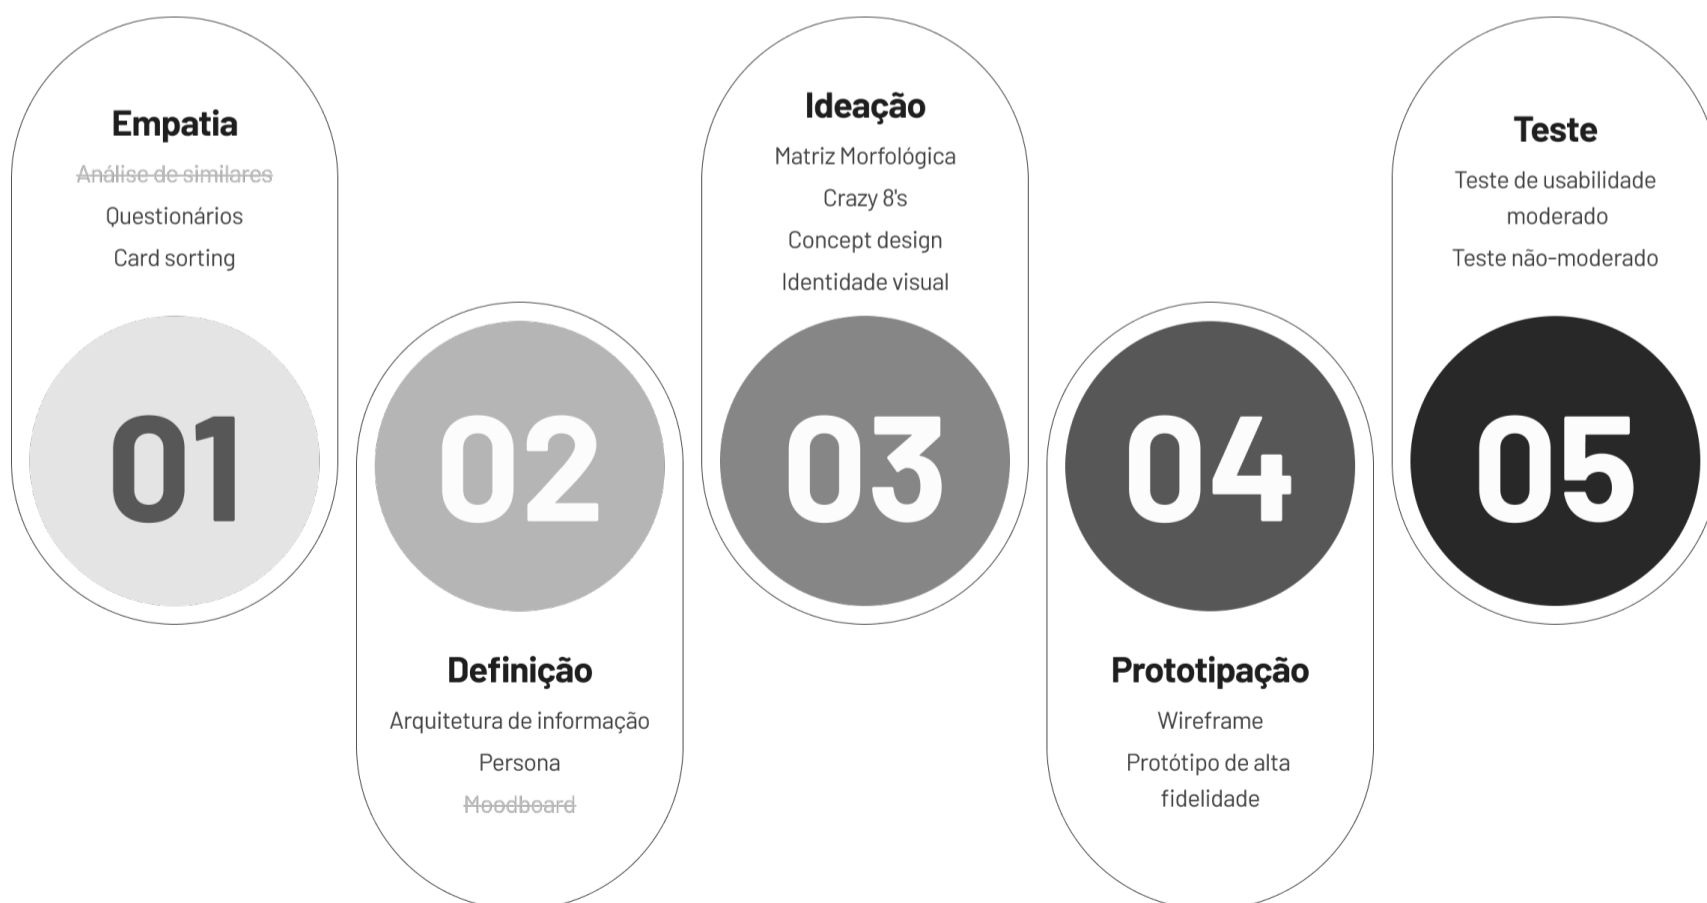 Empatia
Análise de similares
Questionários
Card sorting
01
02
Definição
Arquitetura de informação
Persona
Moodboard
Ideação
Matriz Morfológica
Crazy 8's
Concept design
Identidade visual
03
04
Prototipação
Wireframe
Protótipo de alta
fidelidade
Teste
Teste de usabilidade
moderado
Teste não-moderado
05